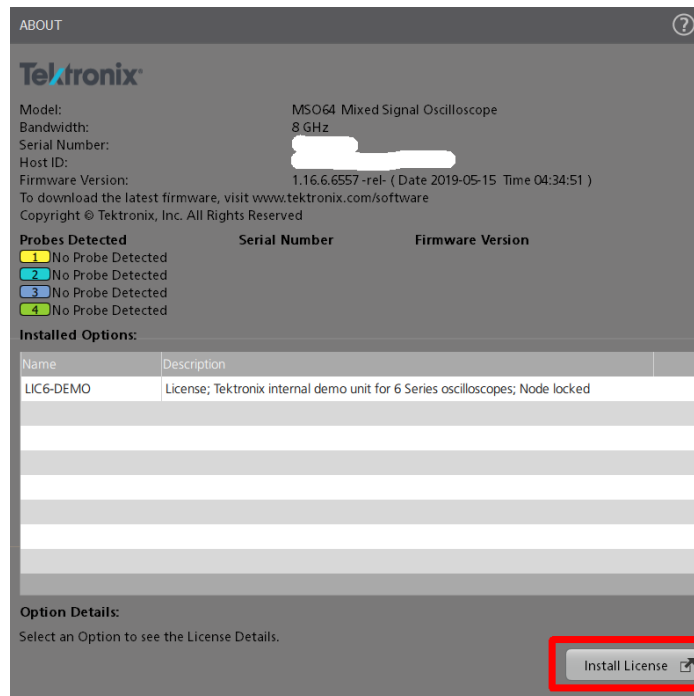 ABOUT ?
Tektronix
Model: MSO64 Mixed Signal Oscilloscope
Bandwidth: 8 GHz
Serial Number:
Host ID:
Firmware Version: 1.16.6.6557 -rel- ( Date 2019-05-15 Time 04:34:51 )
To download the latest firmware, visit www.tektronix.com/software
Copyright © Tektronix, Inc. All Rights Reserved
Probes Detected Serial Number Firmware Version
1 No Probe Detected
2 No Probe Detected
3 No Probe Detected
4 No Probe Detected
Installed Options:
Name Description
LIC6-DEMO License; Tektronix internal demo unit for 6 Series oscilloscopes; Node locked
Option Details:
Select an Option to see the License Details.
Install License